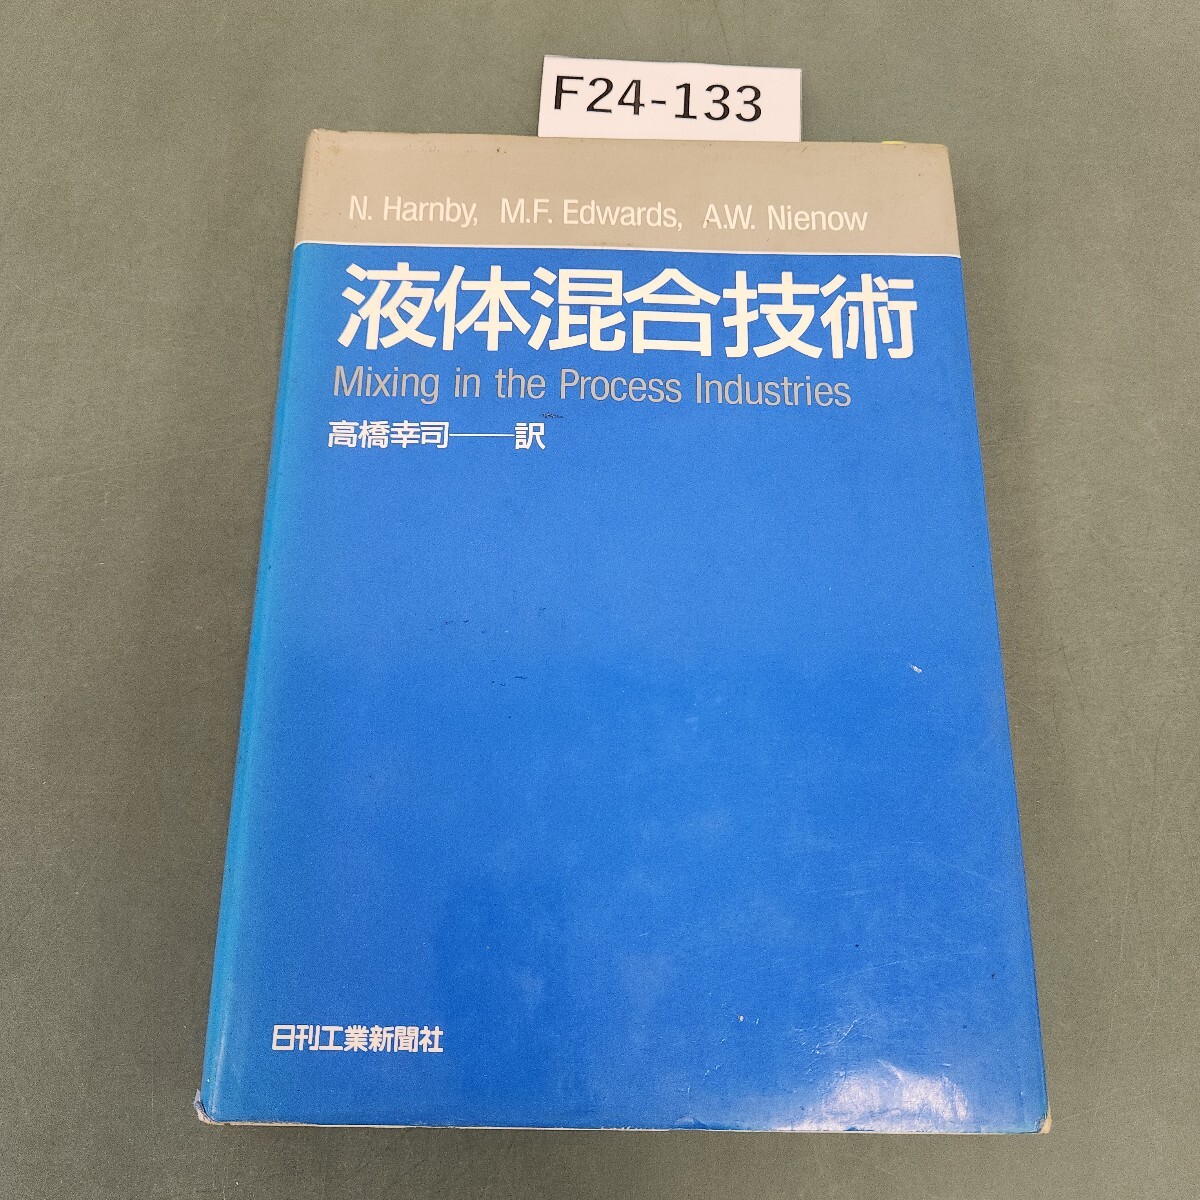 F24-133
N. Harnby, M.F. Edwards, A.W. Nienow
液体混合技術
Mixing in the Process Industries
高橋幸司——訳
日刊工業新聞社